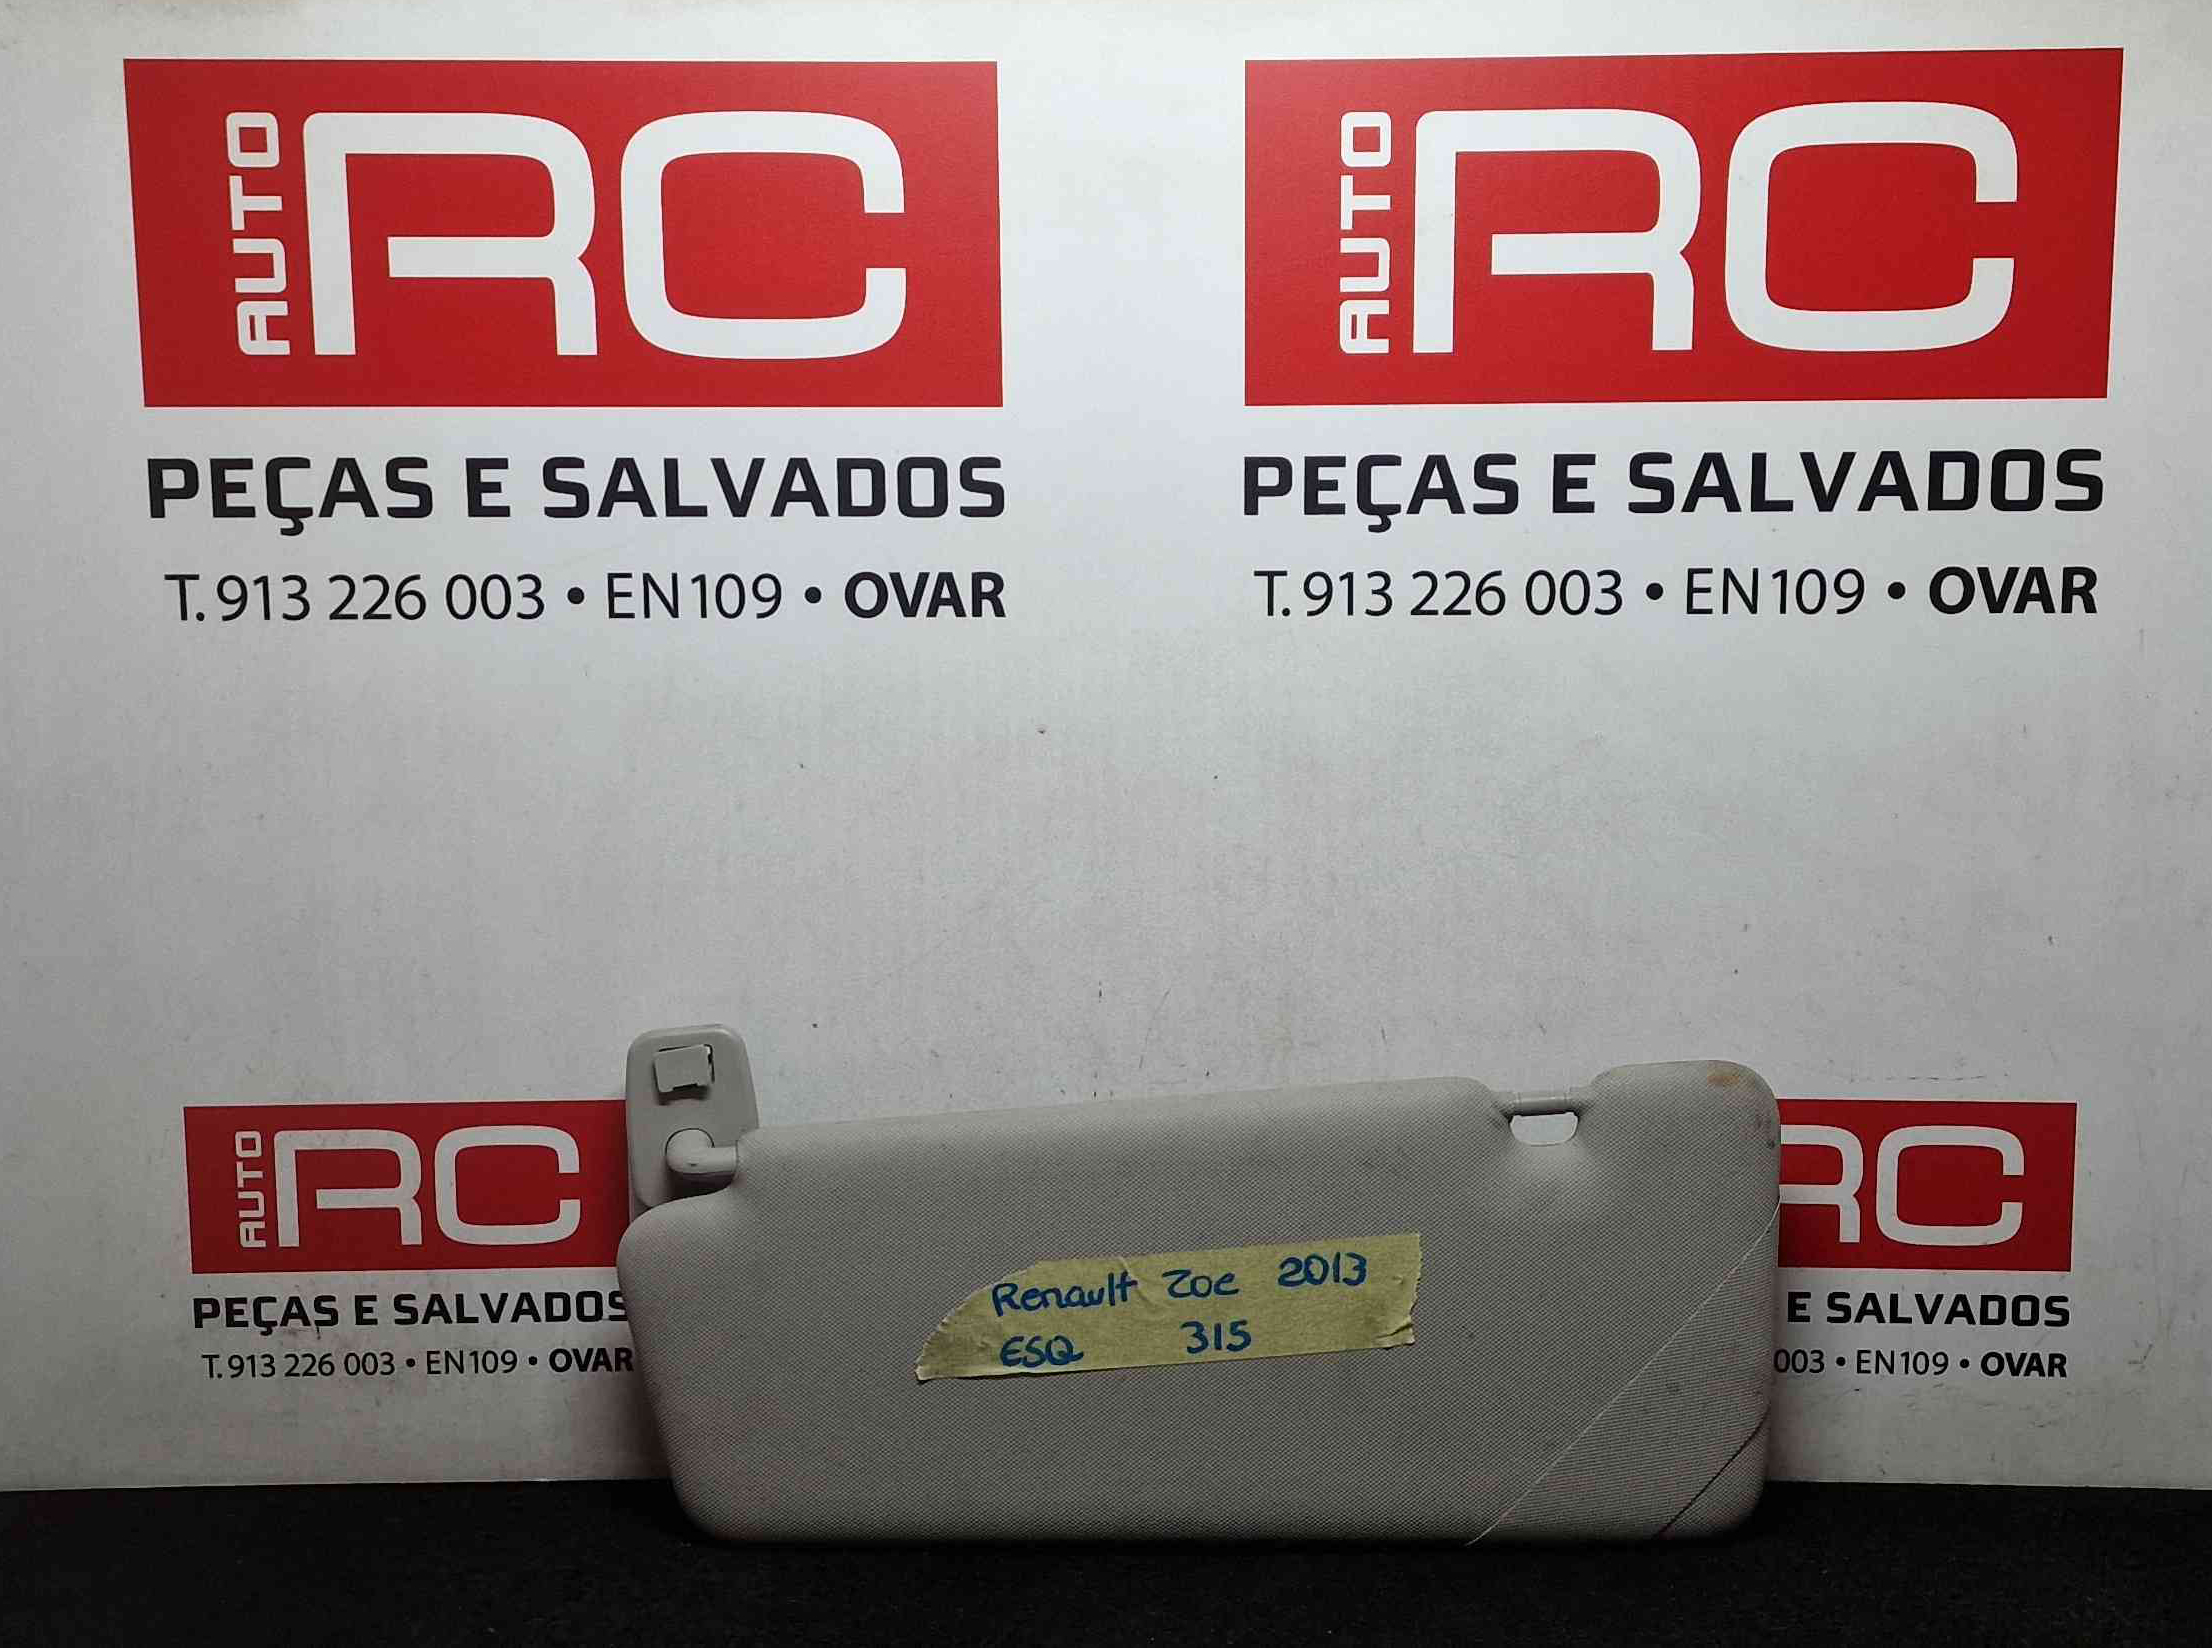 AUTO RC
PEÇAS E SALVADOS
T. 913 226 003 • EN109 • OVAR
AUTO RC
PEÇAS E SALVADOS
T. 913 226 003 • EN109 • OVAR
AUTO RC
PEÇAS E SALVADOS
T. 913 226 003 • EN109 • OVAR
RC
E SALVADOS
003 • EN109 • OVAR
Renault Zoe 2013
ESQ 315